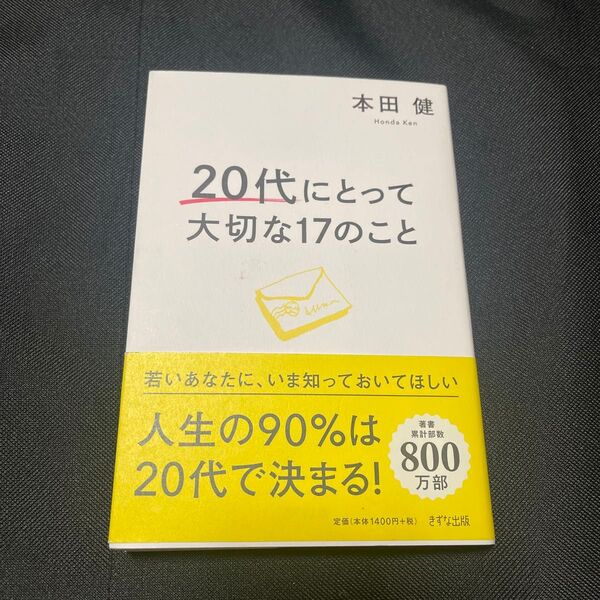 本田 健
Honda Ken
20代にとって
大切な17のこと
若いあなたに、いま知っておいてほしい
人生の90%は
20代で決まる!
著書
累計部数
800
万部
定価(本体1400円+税)
きずな出版